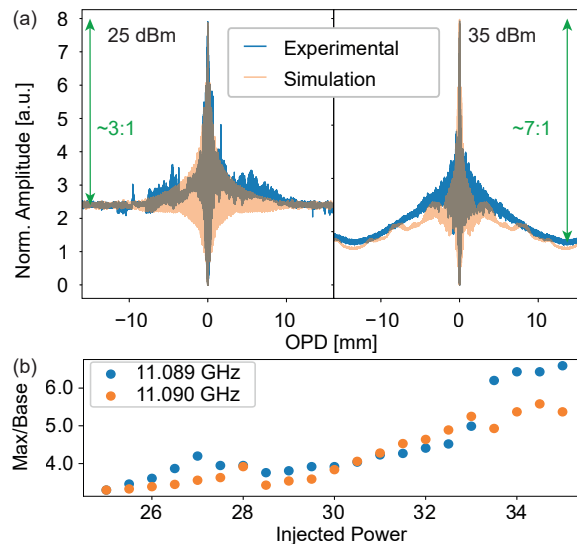 (a)
8
7
6
5
4
3
2
1
0
Norm. Amplitude [a.u.]
25 dBm
35 dBm
Experimental
Simulation
~3:1
~7:1
−10 0 10 −10 0 10
OPD [mm]
(b)
11.089 GHz
11.090 GHz
6.0
4.0
Max/Base
26 28 30 32 34
Injected Power